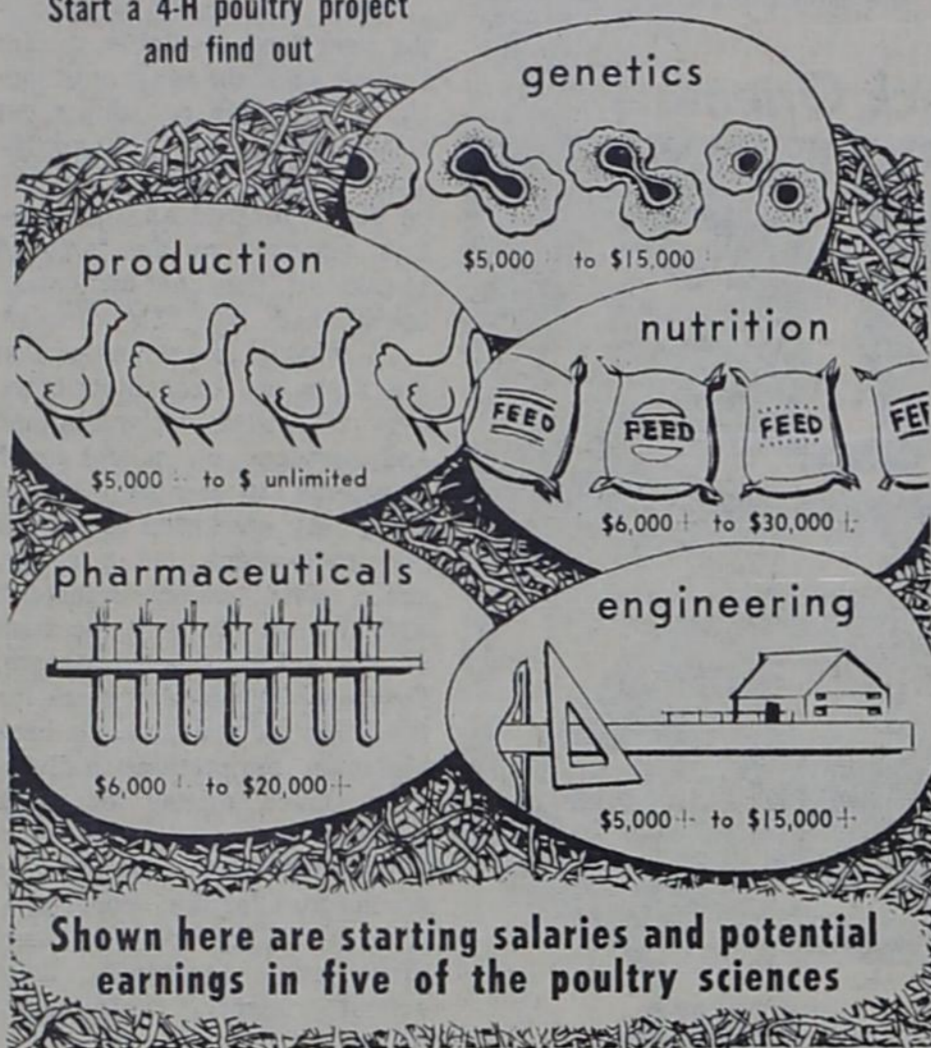 Start a 4-H poultry project
and find out
genetics
$5,000 to $15,000
production
$5,000 to $ unlimited
nutrition
FEED
FEED
FEED
FEE
$6,000+ to $30,000+
pharmaceuticals
$6,000+ to $20,000+
engineering
$5,000+ to $15,000+
Shown here are starting salaries and potential
earnings in five of the poultry sciences